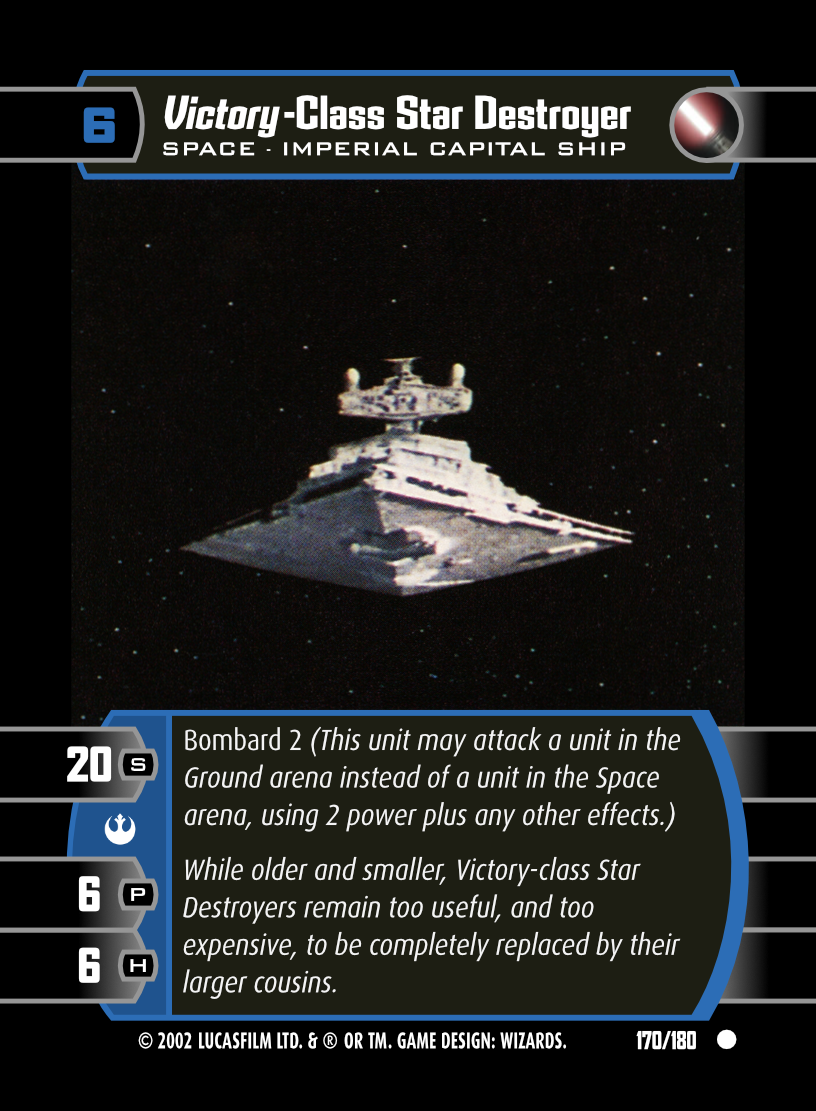 6
Victory-Class Star Destroyer
SPACE · IMPERIAL CAPITAL SHIP
20 S
6 P
6 H
Bombard 2 (This unit may attack a unit in the
Ground arena instead of a unit in the Space
arena, using 2 power plus any other effects.)
While older and smaller, Victory-class Star
Destroyers remain too useful, and too
expensive, to be completely replaced by their
larger cousins.
© 2002 LUCASFILM LTD. & ® OR TM. GAME DESIGN: WIZARDS. 170/180